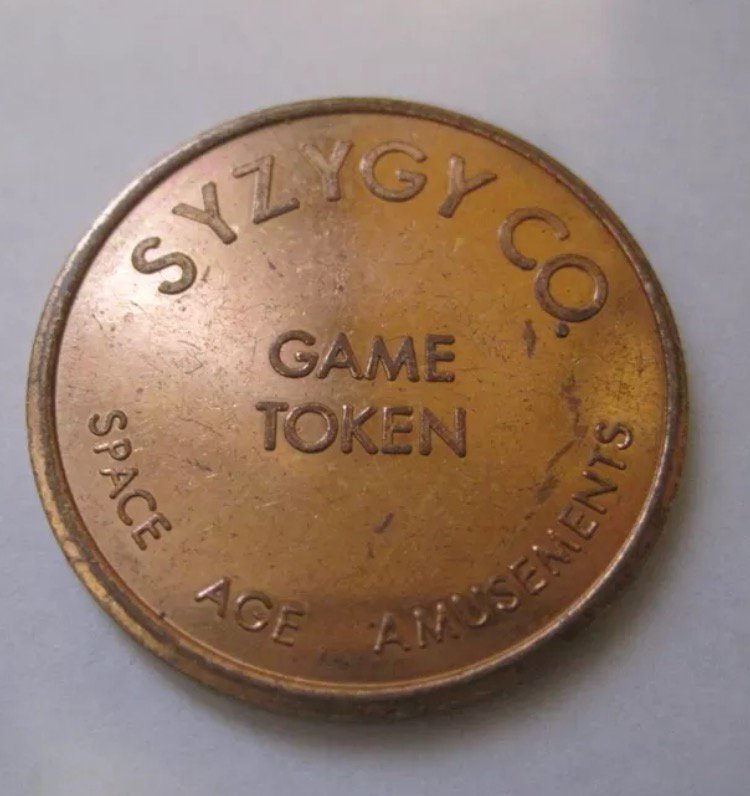 SYZYGY CO.
GAME
TOKEN
SPACE AGE AMUSEMENTS